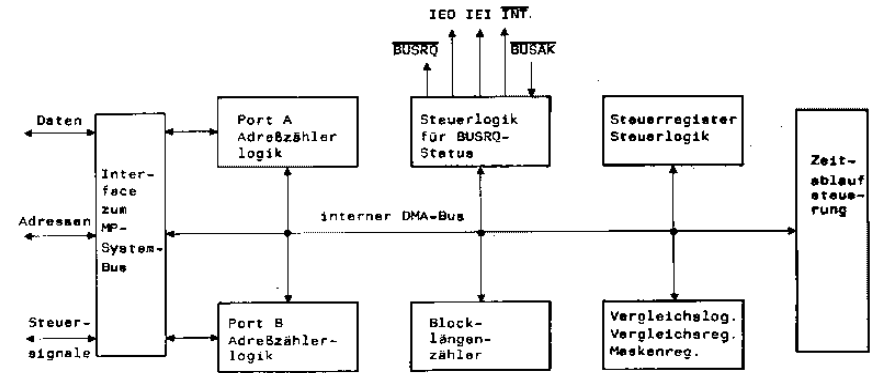 IEO IEI INT.
BUSRQ BUSAK
Daten
Adressen
Steuer-
signale
Inter-
face
zum
MP-
System-
Bus
Port A
Adreßzähler
logik
Steuerlogik
für BUSRQ-
Status
Steuerregister
Steuerlogik
Zeit-
ablauf
steue-
rung
interner DMA-Bus
Port B
Adreßzähler-
logik
Block-
längen-
zähler
Vergleichslog.
Vergleichsreg.
Maskenreg.